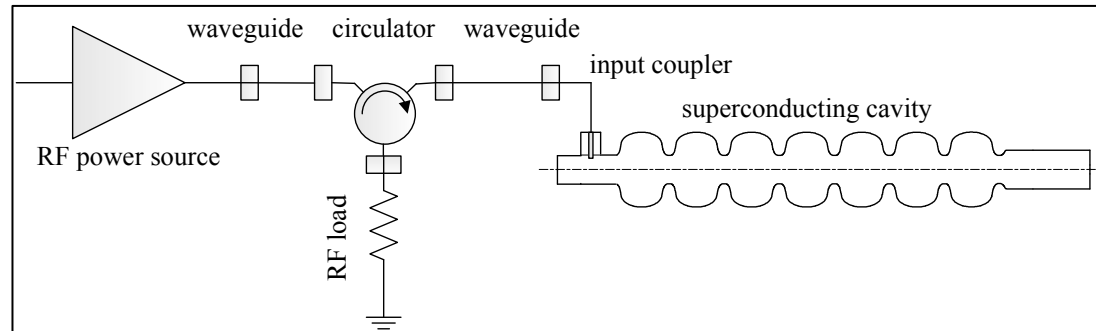 waveguide circulator waveguide
input coupler
superconducting cavity
RF power source
RF load